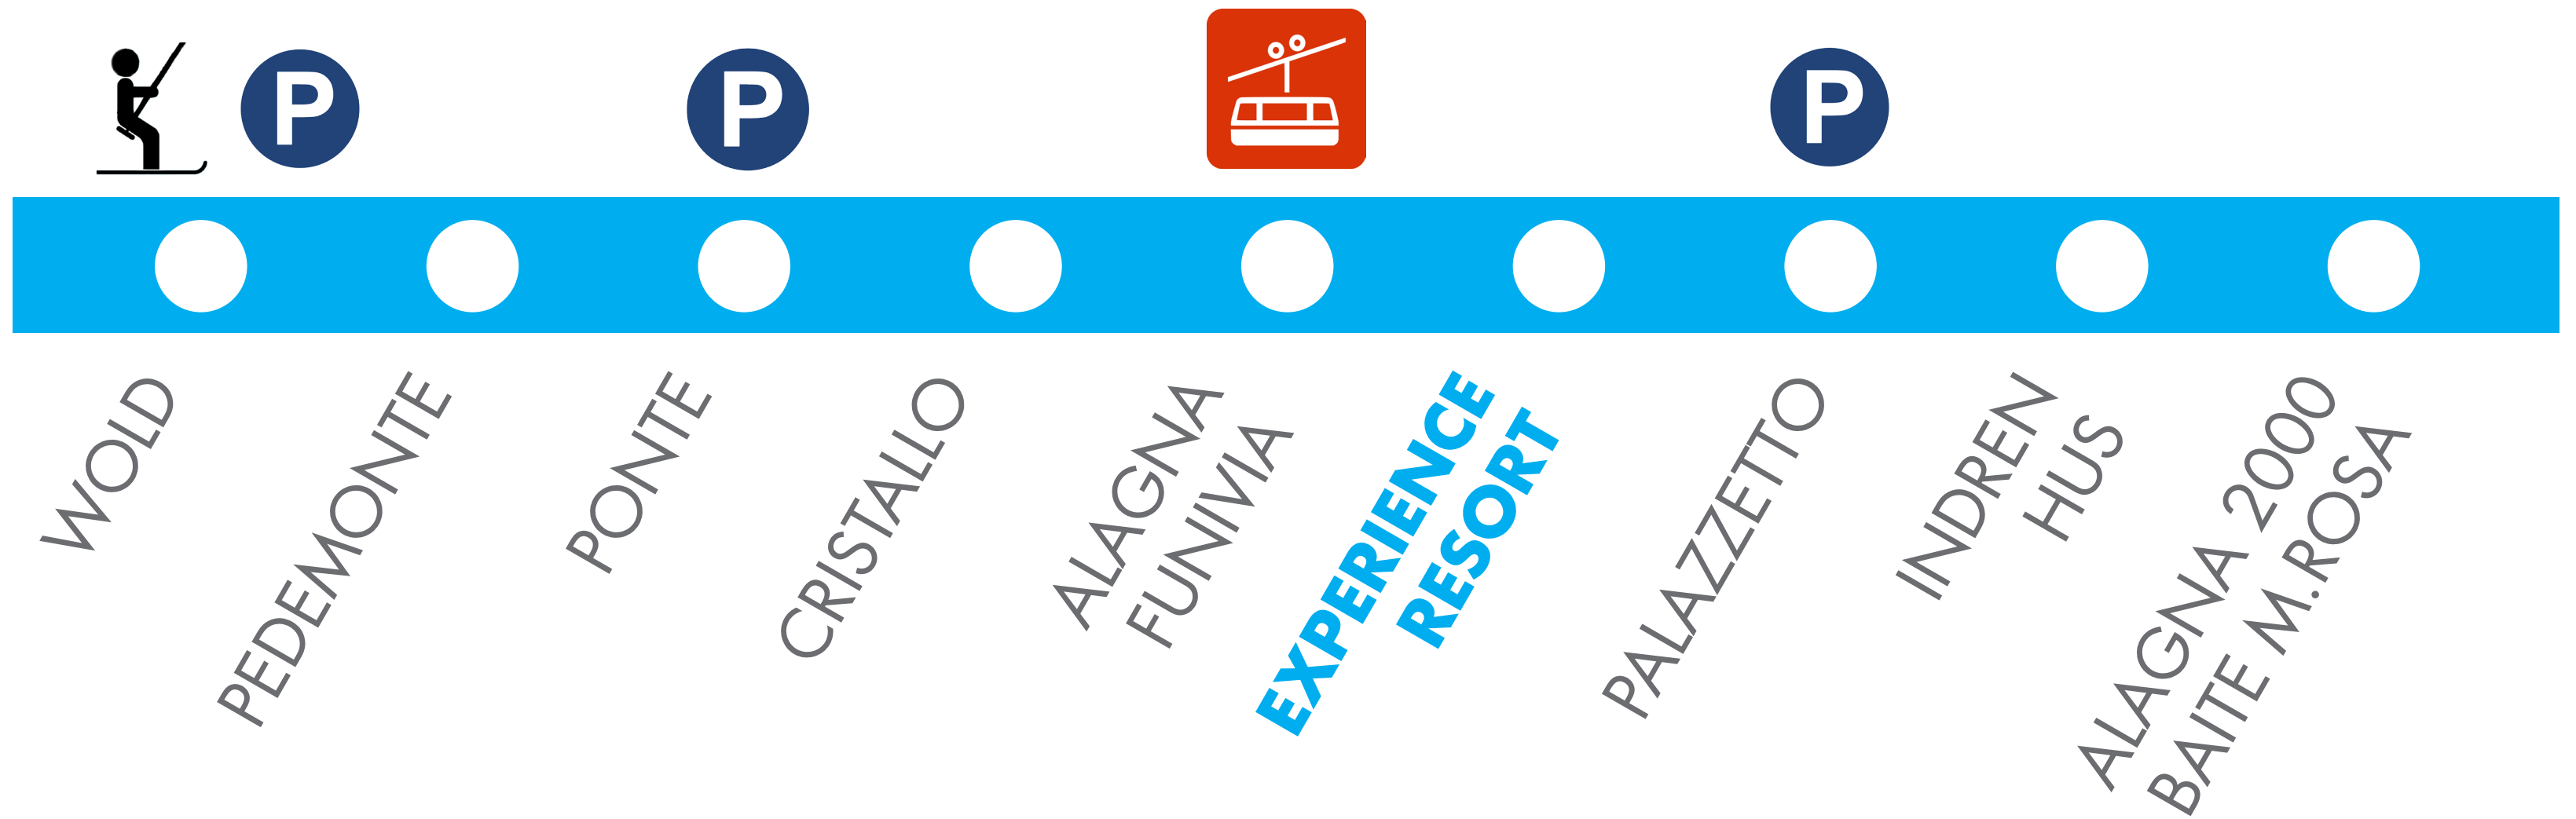 P
P
P
WOLD
PEDEMONTE
PONTE
CRISTALLO
ALAGNA
FUNIVIA
EXPERIENCE
RESORT
PALAZZETTO
INDREN
HUS
ALAGNA 2000
BAITE M.ROSA